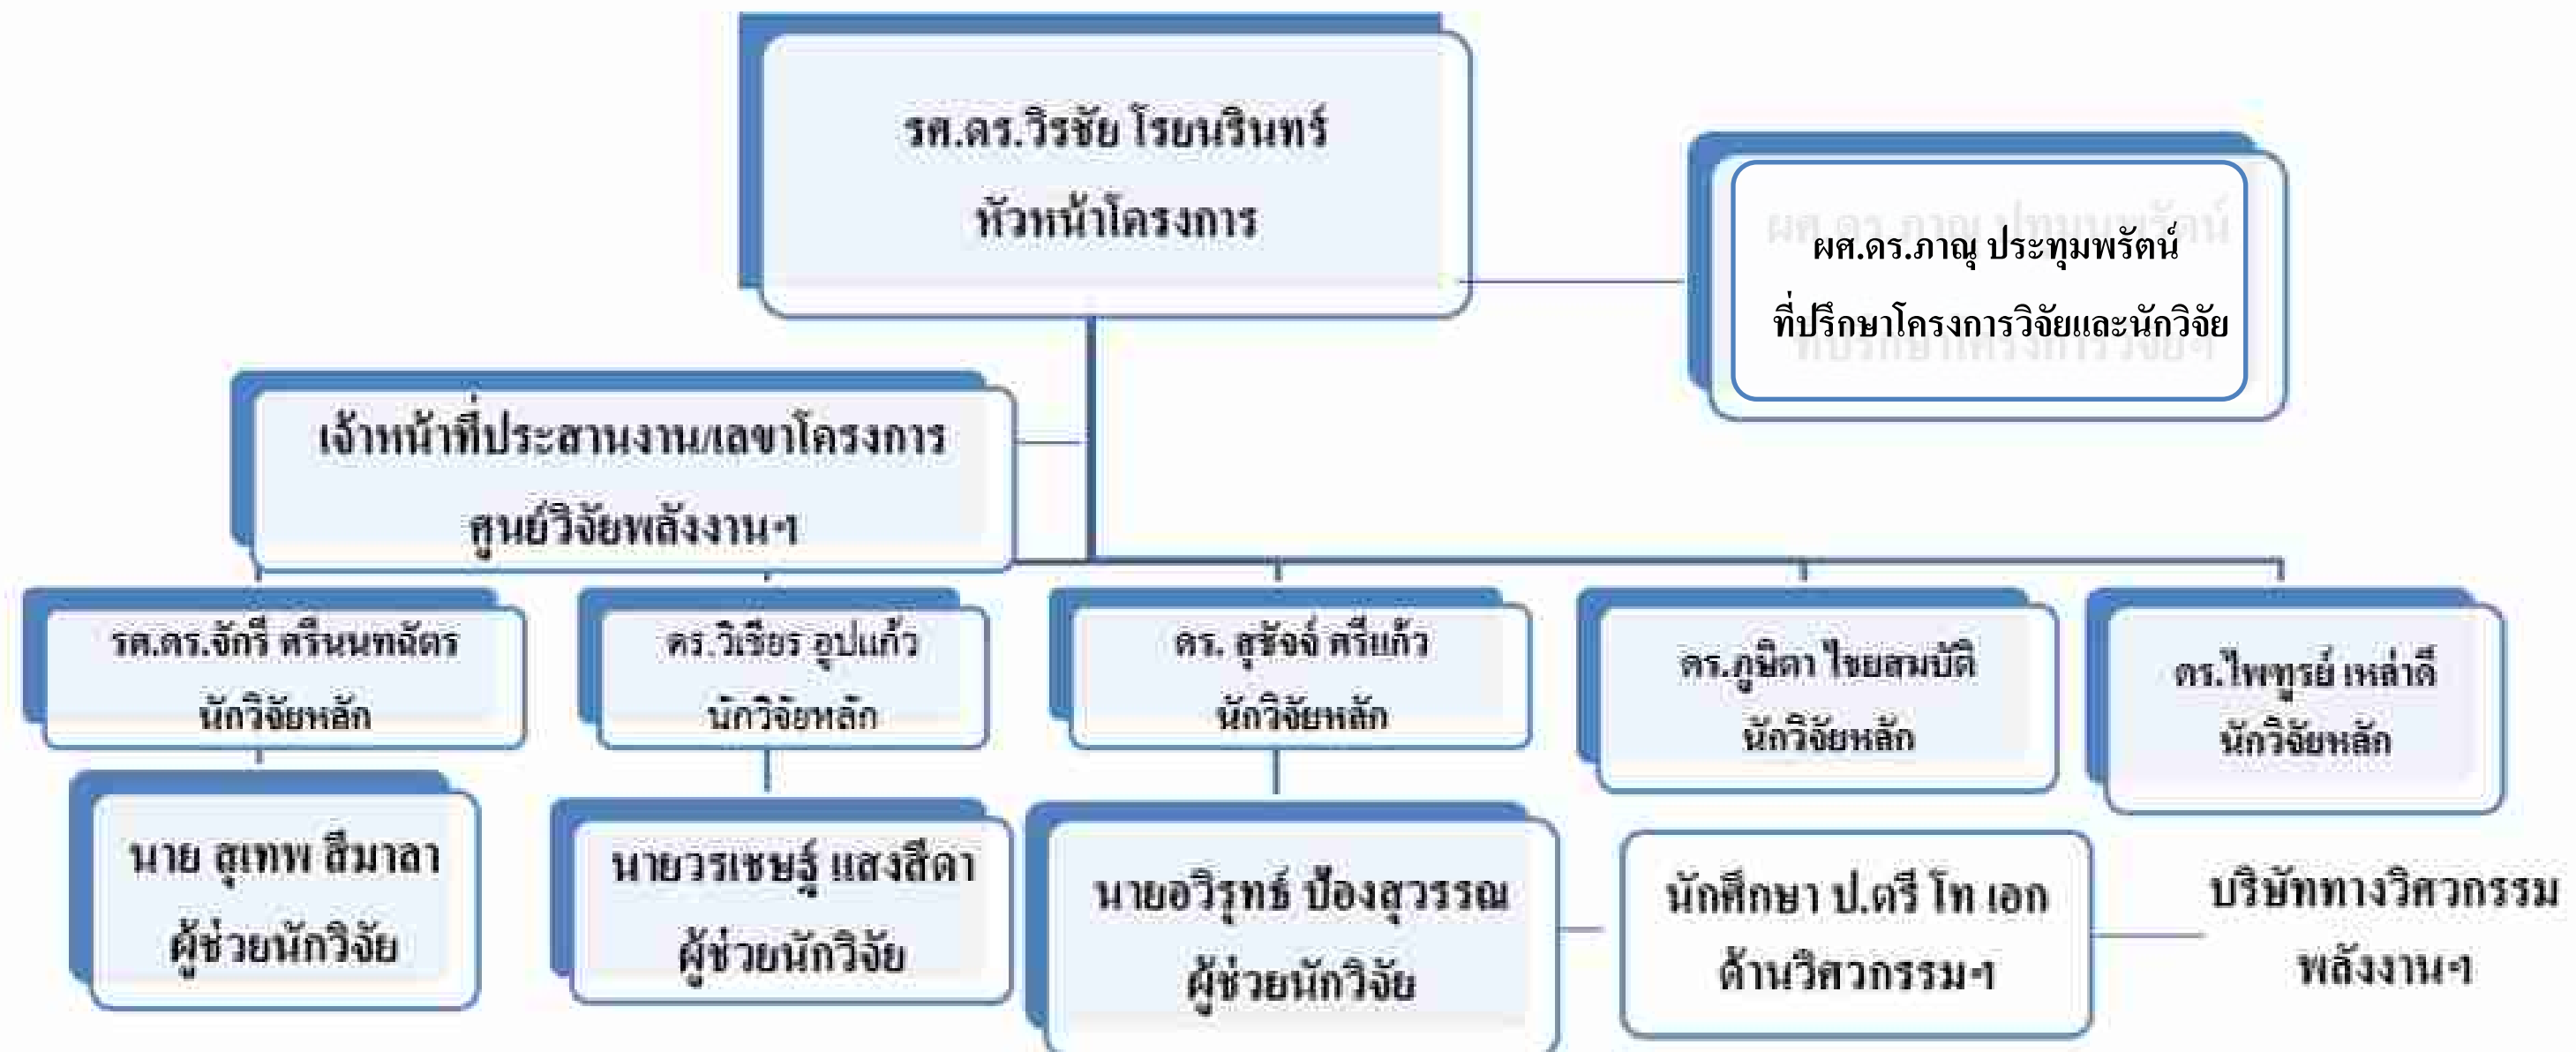 รศ.ดร.วิรชัย โรยนรินทร์
หัวหน้าโครงการ
ผศ.ดร.ภาณุ ประทุมพรัตน์
ที่ปรึกษาโครงการวิจัยและนักวิจัย
เจ้าหน้าที่ประสานงาน/เลขาโครงการ
ศูนย์วิจัยพลังงานฯ
รศ.ดร.จักรี ศรีนนทฉัตร
นักวิจัยหลัก
ดร.วิเชียร อูปแก้ว
นักวิจัยหลัก
ดร. สุรัจจ์ ศรีแก้ว
นักวิจัยหลัก
ดร.ภูษิตา ไชยสมบัติ
นักวิจัยหลัก
ดร.ไพฑูรย์ เหล่าดี
นักวิจัยหลัก
นาย สุเทพ สีมาลา
ผู้ช่วยนักวิจัย
นายวรเชษฐ์ แสงสีดา
ผู้ช่วยนักวิจัย
นายอวิรุทธ์ ป้องสุวรรณ
ผู้ช่วยนักวิจัย
นักศึกษา ป.ตรี โท เอก
ด้านวิศวกรรมฯ
บริษัททางวิศวกรรม
พลังงานฯ